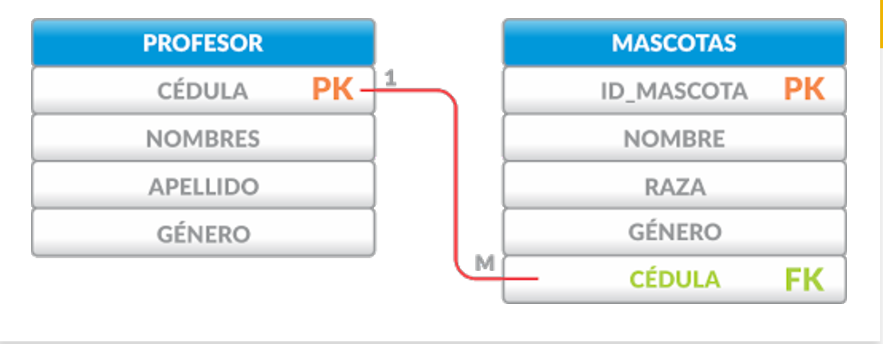 PROFESOR
CÉDULA PK
NOMBRES
APELLIDO
GÉNERO
1
M
MASCOTAS
ID_MASCOTA PK
NOMBRE
RAZA
GÉNERO
CÉDULA FK